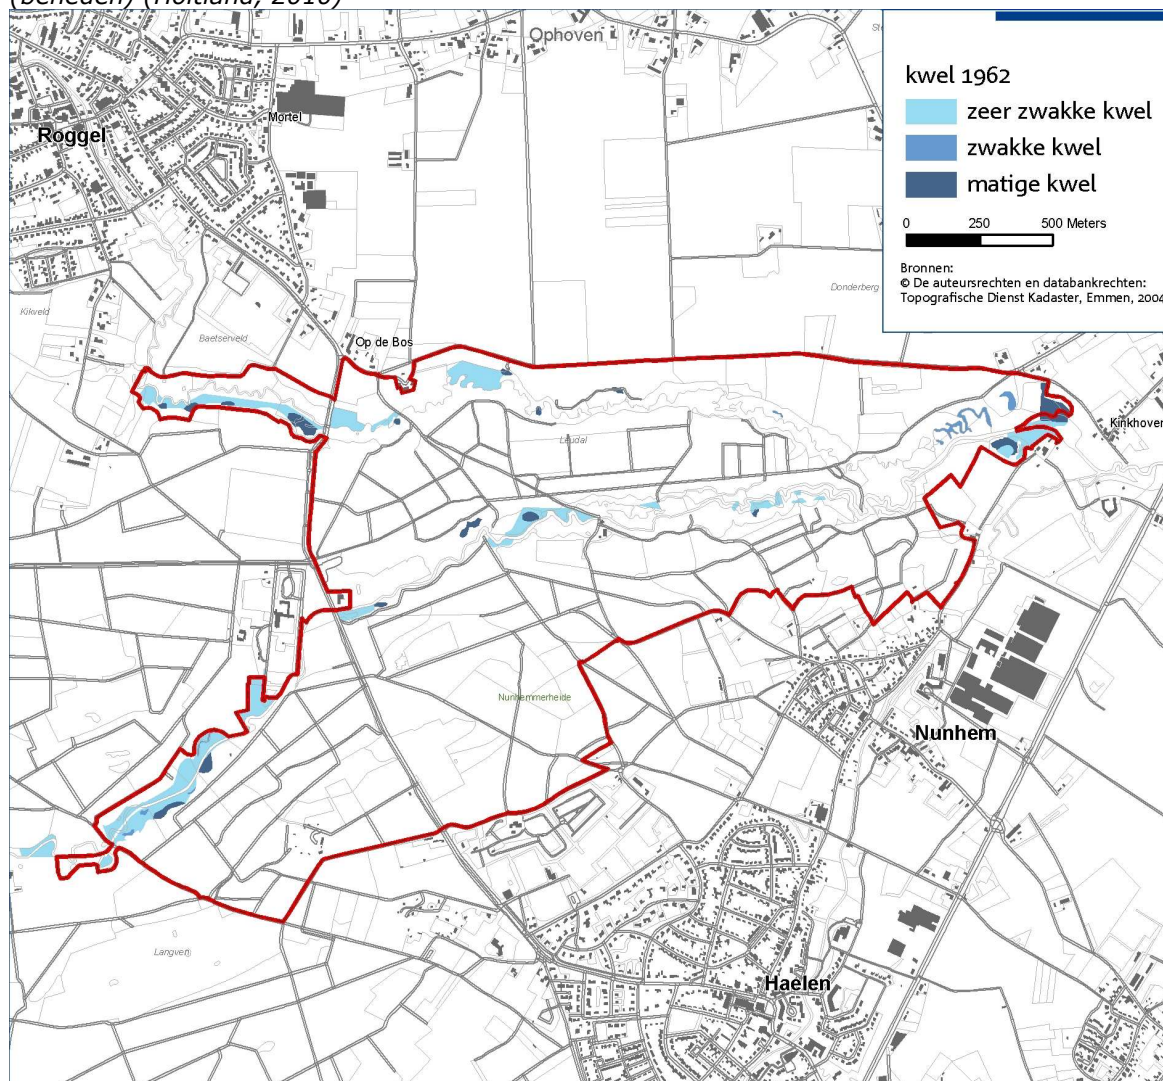 (beneden) (Holtland, 2010)
Ophoven
Ste
kwel 1962
zeer zwakke kwel
zwakke kwel
matige kwel
0 250 500 Meters
Bronnen:
© De auteursrechten en databankrechten:
Topografische Dienst Kadaster, Emmen, 2004
Mortel
Roggel
Donderberg
Kikveld
Baetserveld
Op de Bos
Kinkhoven
Leudal
Nunhemmerheide
Nunhem
Langven
Haelen